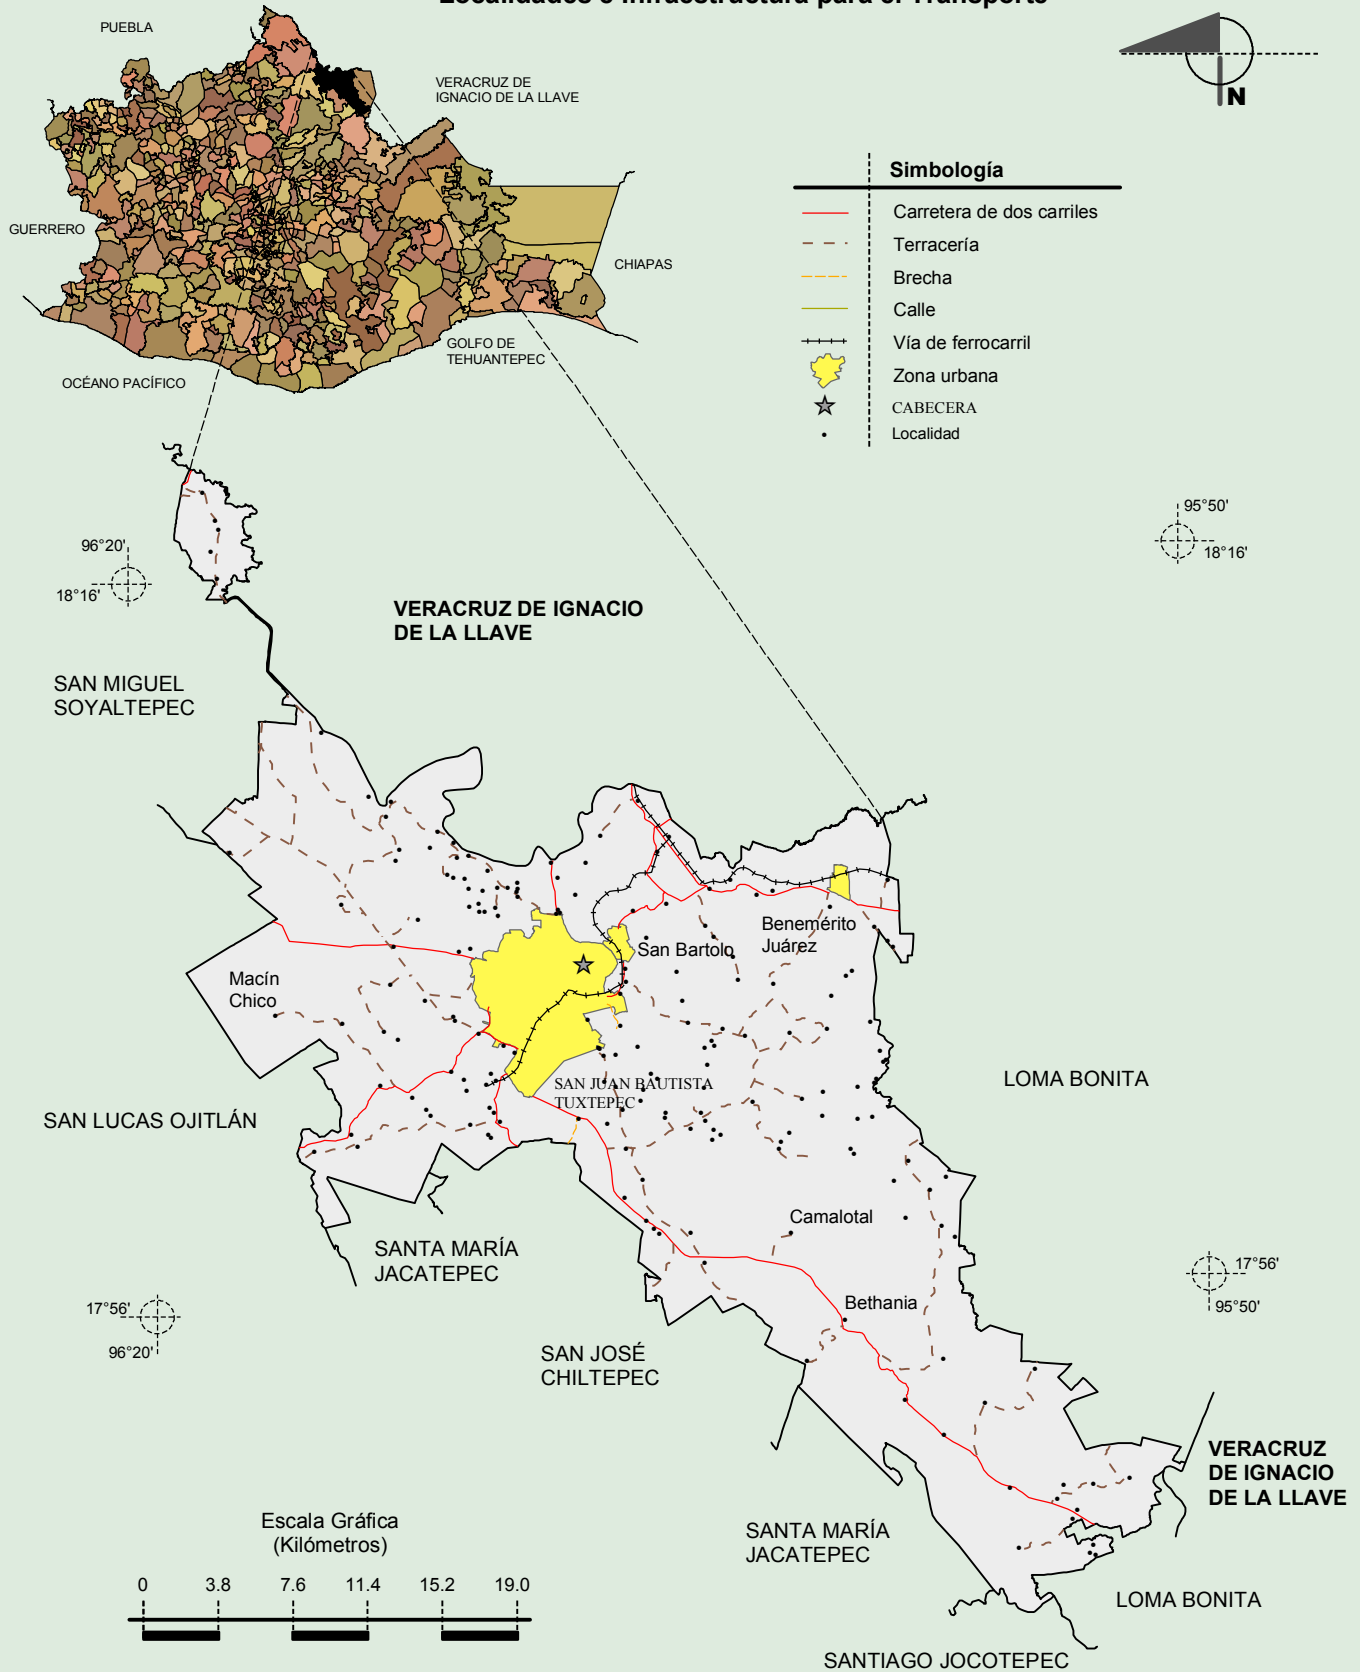 Localidades e Infraestructura para el Transporte
PUEBLA
VERACRUZ DE
IGNACIO DE LA LLAVE
N
Simbología
Carretera de dos carriles
Terracería
Brecha
Calle
Vía de ferrocarril
Zona urbana
CABECERA
Localidad
GUERRERO
CHIAPAS
GOLFO DE
TEHUANTEPEC
OCÉANO PACÍFICO
95°50'
18°16'
96°20'
18°16'
VERACRUZ DE IGNACIO
DE LA LLAVE
SAN MIGUEL
SOYALTEPEC
Benemérito
Juárez
San Bartolo
Macín
Chico
LOMA BONITA
SAN JUAN BAUTISTA
TUXTEPEC
SAN LUCAS OJITLÁN
Camalotal
SANTA MARÍA
JACATEPEC
17°56'
95°50'
17°56'
96°20'
Bethania
SAN JOSÉ
CHILTEPEC
VERACRUZ
DE IGNACIO
DE LA LLAVE
SANTA MARÍA
JACATEPEC
Escala Gráfica
(Kilómetros)
0 3.8 7.6 11.4 15.2 19.0
LOMA BONITA
SANTIAGO JOCOTEPEC